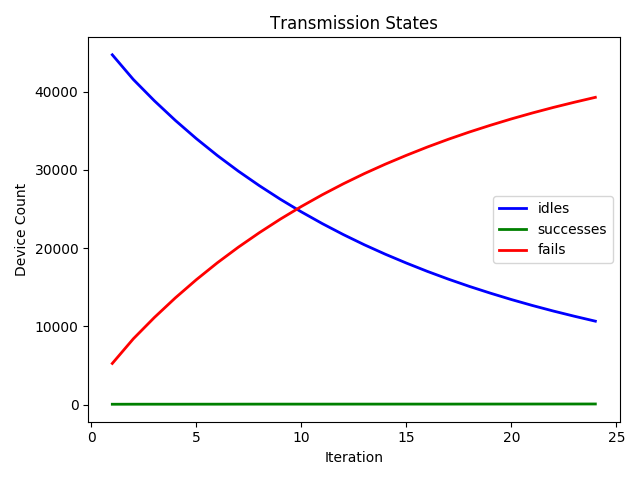 Transmission States
Device Count
40000
30000
20000
10000
0
idles
successes
fails
0 5 10 15 20 25
Iteration